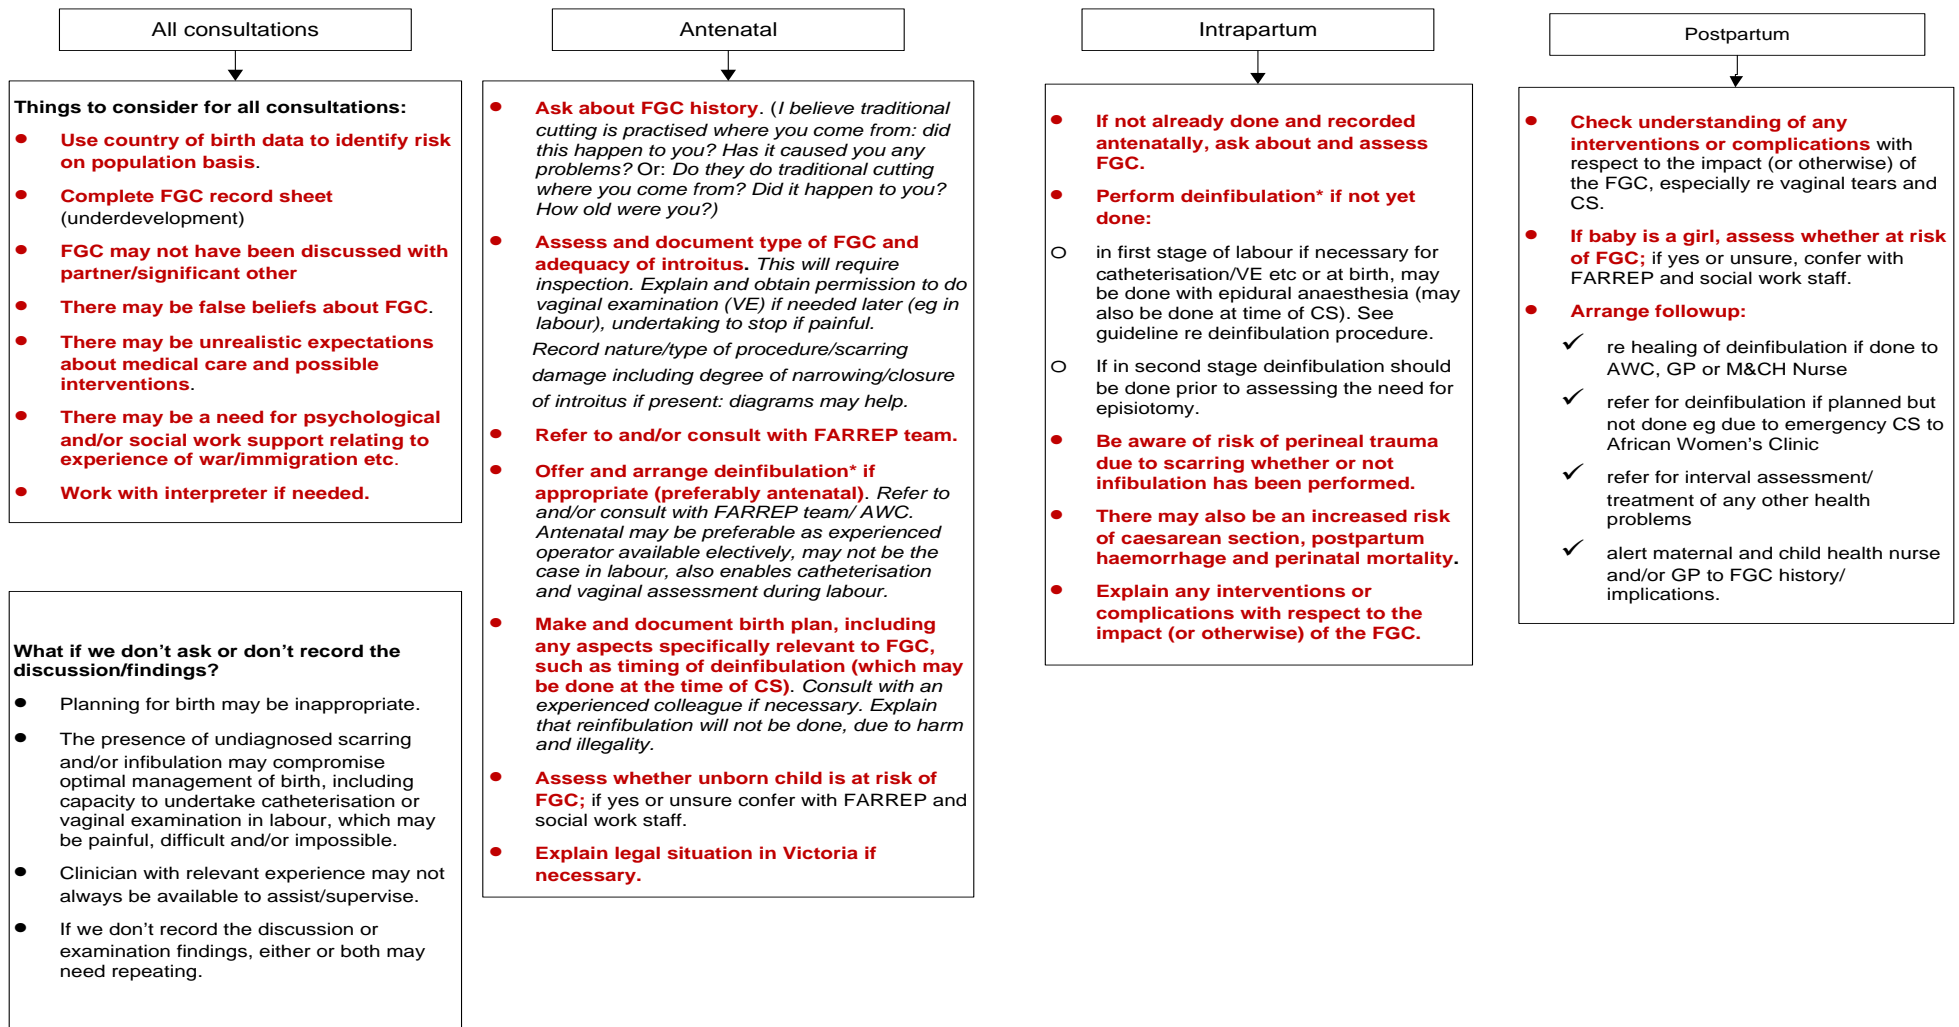 All consultations
Things to consider for all consultations:
● Use country of birth data to identify risk
on population basis.
● Complete FGC record sheet
(underdevelopment)
● FGC may not have been discussed with
partner/significant other
● There may be false beliefs about FGC.
● There may be unrealistic expectations
about medical care and possible
interventions.
● There may be a need for psychological
and/or social work support relating to
experience of war/immigration etc.
● Work with interpreter if needed.
What if we don't ask or don't record the
discussion/findings?
● Planning for birth may be inappropriate.
● The presence of undiagnosed scarring
and/or infibulation may compromise
optimal management of birth, including
capacity to undertake catheterisation or
vaginal examination in labour, which may
be painful, difficult and/or impossible.
● Clinician with relevant experience may not
always be available to assist/supervise.
● If we don't record the discussion or
examination findings, either or both may
need repeating.
Antenatal
● Ask about FGC history. (I believe traditional
cutting is practised where you come from: did
this happen to you? Has it caused you any
problems? Or: Do they do traditional cutting
where you come from? Did it happen to you?
How old were you?)
● Assess and document type of FGC and
adequacy of introitus. This will require
inspection. Explain and obtain permission to do
vaginal examination (VE) if needed later (eg in
labour), undertaking to stop if painful.
Record nature/type of procedure/scarring
damage including degree of narrowing/closure
of introitus if present: diagrams may help.
● Refer to and/or consult with FARREP team.
● Offer and arrange deinfibulation* if
appropriate (preferably antenatal). Refer to
and/or consult with FARREP team/ AWC.
Antenatal may be preferable as experienced
operator available electively, may not be the
case in labour, also enables catheterisation
and vaginal assessment during labour.
● Make and document birth plan, including
any aspects specifically relevant to FGC,
such as timing of deinfibulation (which may
be done at the time of CS). Consult with an
experienced colleague if necessary. Explain
that reinfibulation will not be done, due to harm
and illegality.
● Assess whether unborn child is at risk of
FGC; if yes or unsure confer with FARREP and
social work staff.
● Explain legal situation in Victoria if
necessary.
Intrapartum
● If not already done and recorded
antenatally, ask about and assess
FGC.
● Perform deinfibulation* if not yet
done:
O in first stage of labour if necessary for
catheterisation/VE etc or at birth, may
be done with epidural anaesthesia (may
also be done at time of CS). See
guideline re deinfibulation procedure.
O If in second stage deinfibulation should
be done prior to assessing the need for
episiotomy.
● Be aware of risk of perineal trauma
due to scarring whether or not
infibulation has been performed.
● There may also be an increased risk
of caesarean section, postpartum
haemorrhage and perinatal mortality.
● Explain any interventions or
complications with respect to the
impact (or otherwise) of the FGC.
Postpartum
● Check understanding of any
interventions or complications with
respect to the impact (or otherwise) of
the FGC, especially re vaginal tears and
CS.
● If baby is a girl, assess whether at risk
of FGC; if yes or unsure, confer with
FARREP and social work staff.
● Arrange followup:
✓ re healing of deinfibulation if done to
AWC, GP or M&CH Nurse
✓ refer for deinfibulation if planned but
not done eg due to emergency CS to
African Women's Clinic
✓ refer for interval assessment/
treatment of any other health
problems
✓ alert maternal and child health nurse
and/or GP to FGC history/
implications.